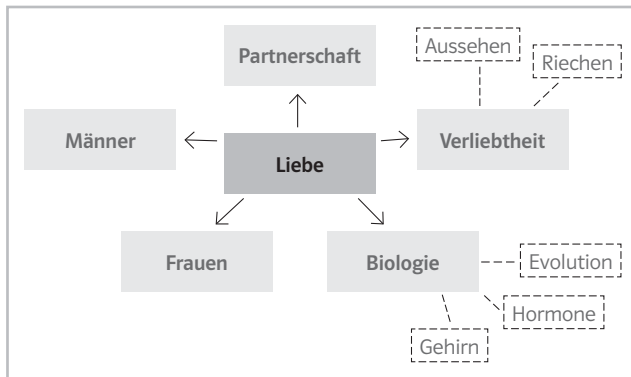 Partnerschaft
Aussehen
Riechen
Männer
Liebe
Verliebtheit
Frauen
Biologie
Evolution
Hormone
Gehirn